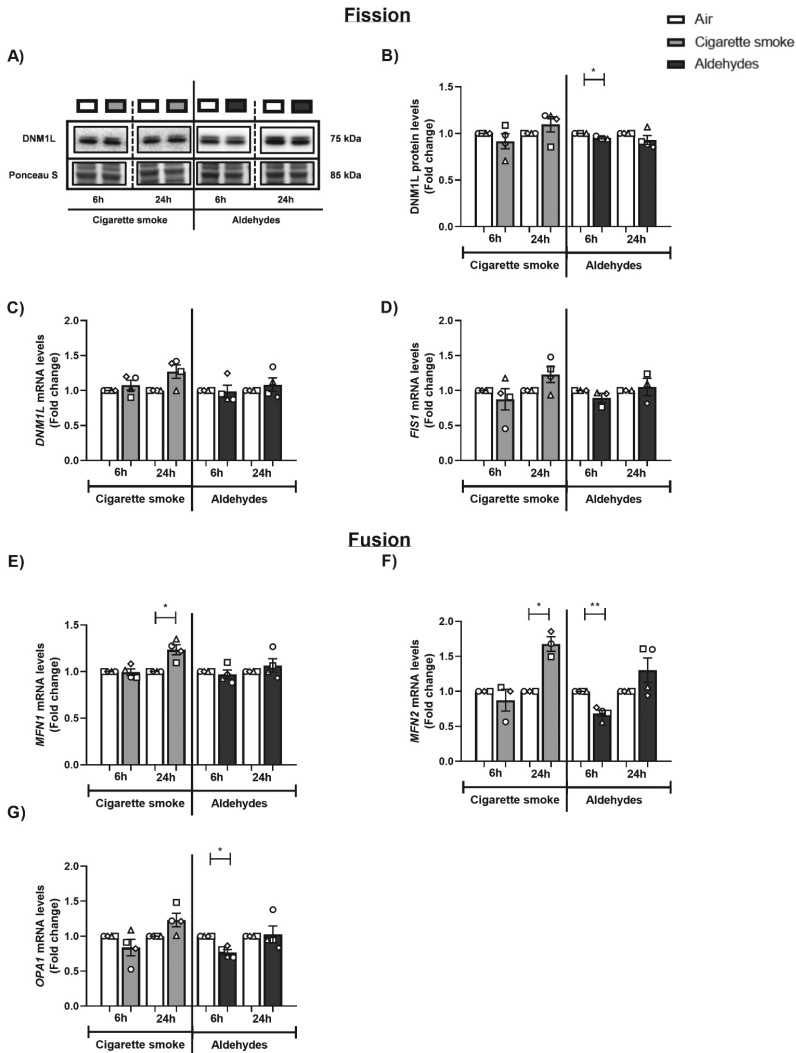 Fission
Air
Cigarette smoke
Aldehydes
A)
DNM1L
75 kDa
Ponceau S
85 kDa
6h 24h 6h 24h
Cigarette smoke Aldehydes
B)
*
DNM1L protein levels
(Fold change)
1.5
1.0
0.5
0.0
6h 24h 6h 24h
Cigarette smoke Aldehydes
C)
DNM1L mRNA levels
(Fold change)
2.0
1.5
1.0
0.5
0.0
6h 24h 6h 24h
Cigarette smoke Aldehydes
D)
FIS1 mRNA levels
(Fold change)
2.0
1.5
1.0
0.5
0.0
6h 24h 6h 24h
Cigarette smoke Aldehydes
Fusion
E)
*
MFN1 mRNA levels
(Fold change)
1.5
1.0
0.5
0.0
6h 24h 6h 24h
Cigarette smoke Aldehydes
F)
* **
MFN2 mRNA levels
(Fold change)
2.0
1.5
1.0
0.5
0.0
6h 24h 6h 24h
Cigarette smoke Aldehydes
G)
*
OPA1 mRNA levels
(Fold change)
2.0
1.5
1.0
0.5
0.0
6h 24h 6h 24h
Cigarette smoke Aldehydes